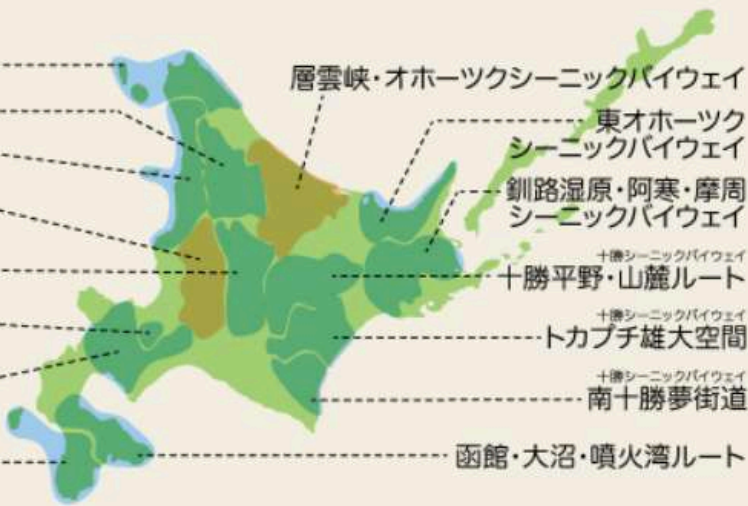 層雲峡・オホーツクシーニックバイウェイ
東オホーツク
シーニックバイウェイ
釧路湿原・阿寒・摩周
シーニックバイウェイ
十勝シーニックバイウェイ
十勝平野・山麓ルート
十勝シーニックバイウェイ
トカプチ雄大空間
十勝シーニックバイウェイ
南十勝夢街道
函館・大沼・噴火湾ルート